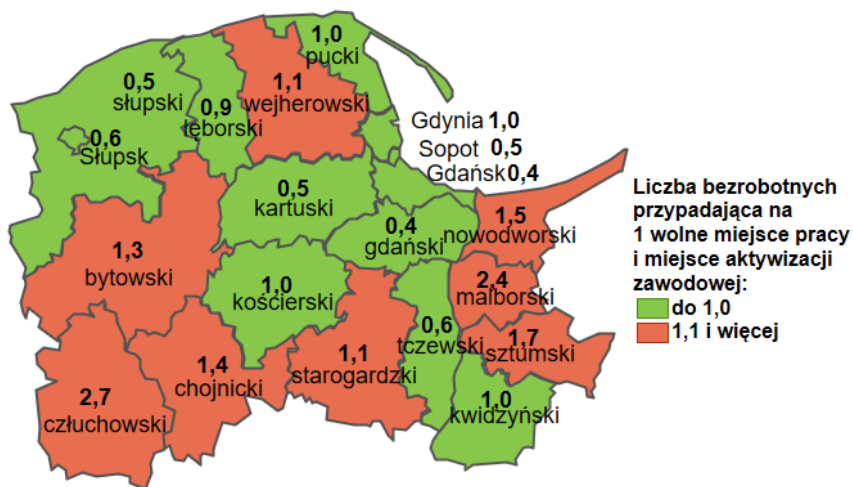 1,0
pucki
0,5
słupski
0,9
lęborski
1,1
wejherowski
0,6
Słupsk
Gdynia 1,0
Sopot 0,5
Gdańsk 0,4
0,5
kartuski
0,4
gdański
1,5
nowodworski
1,3
bytowski
1,0
kościerski
2,4
malborski
0,6
tczewski
1,7
sztumski
1,4
chojnicki
1,1
starogardzki
2,7
człuchowski
1,0
kwidzyński
Liczba bezrobotnych
przypadająca na
1 wolne miejsce pracy
i miejsce aktywizacji
zawodowej:
do 1,0
1,1 i więcej